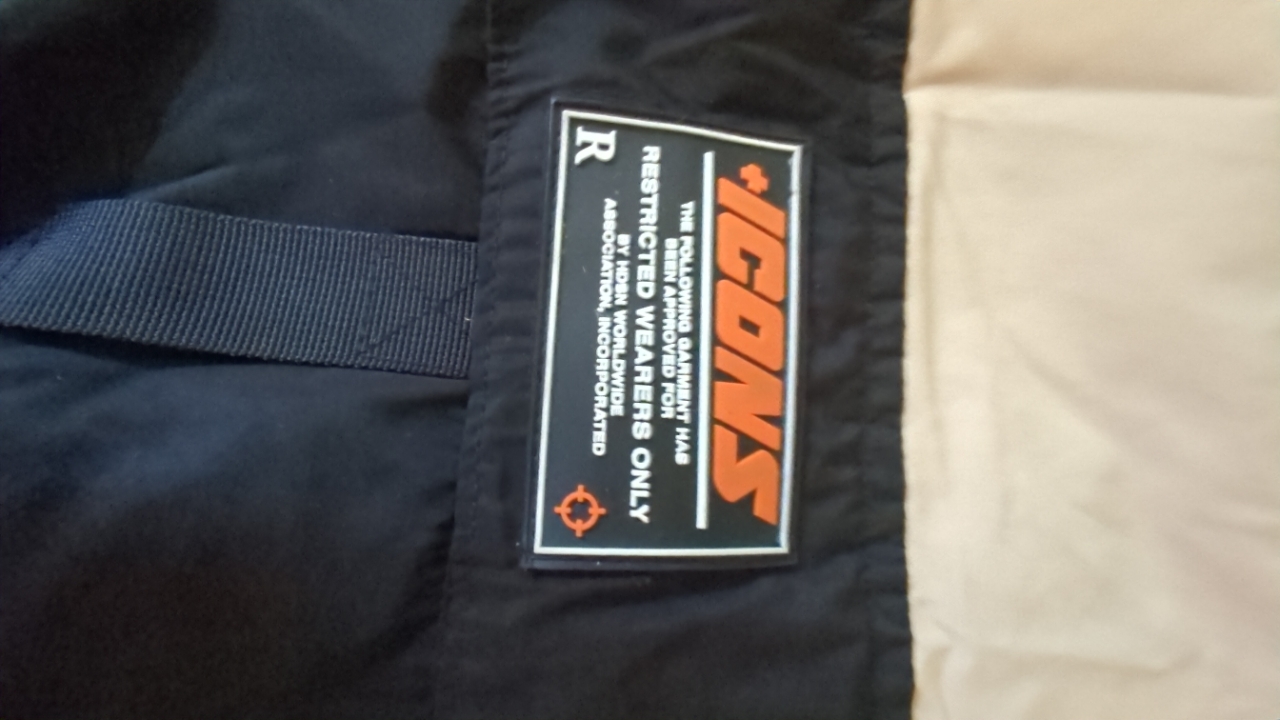 +ICONS
THE FOLLOWING GARMENT HAS
BEEN APPROVED FOR
RESTRICTED WEARERS ONLY
BY HDSN WORLDWIDE
ASSOCIATION, INCORPORATED
R